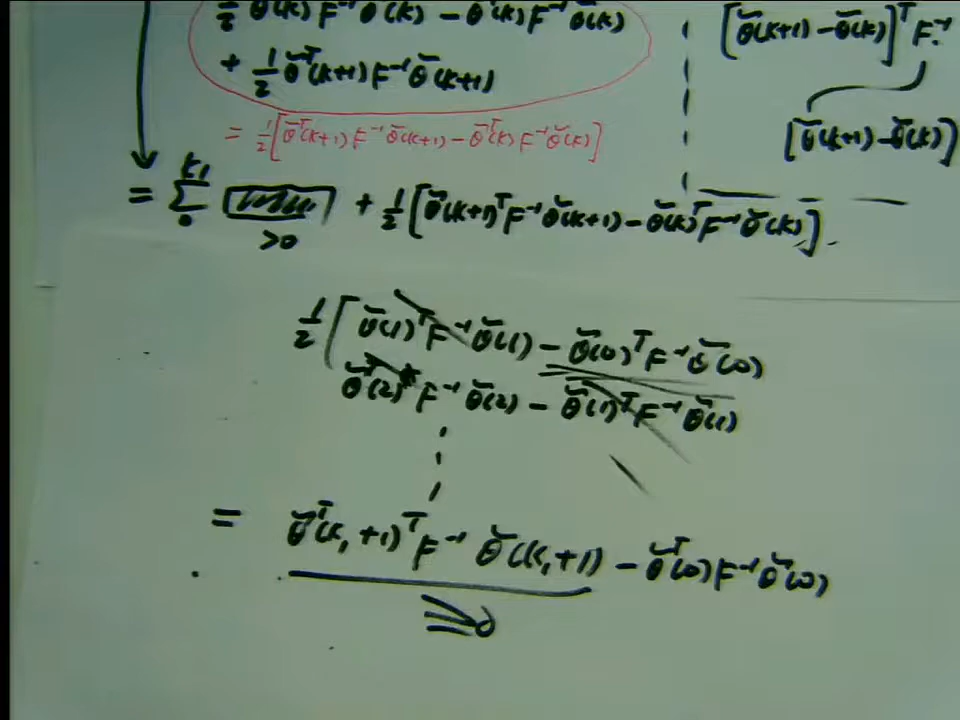 ½ θ̃ᵀ(k) F⁻¹ θ̃(k) − θ̃ᵀ(k) F⁻¹ θ̃(k)
+ ½ θ̃ᵀ(k+1) F⁻¹ θ̃(k+1)
= ½ [θ̃ᵀ(k+1) F⁻¹ θ̃(k+1) − θ̃ᵀ(k) F⁻¹ θ̃(k)]
[θ̃(k+1) − θ̃(k)]ᵀ F⁻¹.
[θ̃(k+1) − θ̃(k)]
k₁
= Σ + ½ [θ̃(k+1)ᵀ F⁻¹ θ̃(k+1) − θ̃(k)ᵀ F⁻¹ θ̃(k)].
0
>0
½ [θ̃(1)ᵀ F⁻¹ θ̃(1) − θ̃(0)ᵀ F⁻¹ θ̃(0)
θ̃ᵀ(2) F⁻¹ θ̃(2) − θ̃(1)ᵀ F⁻¹ θ̃(1)
⋮
= θ̃ᵀ(k₁+1)ᵀ F⁻¹ θ̃(k₁+1) − θ̃ᵀ(0) F⁻¹ θ̃(0)
≥0